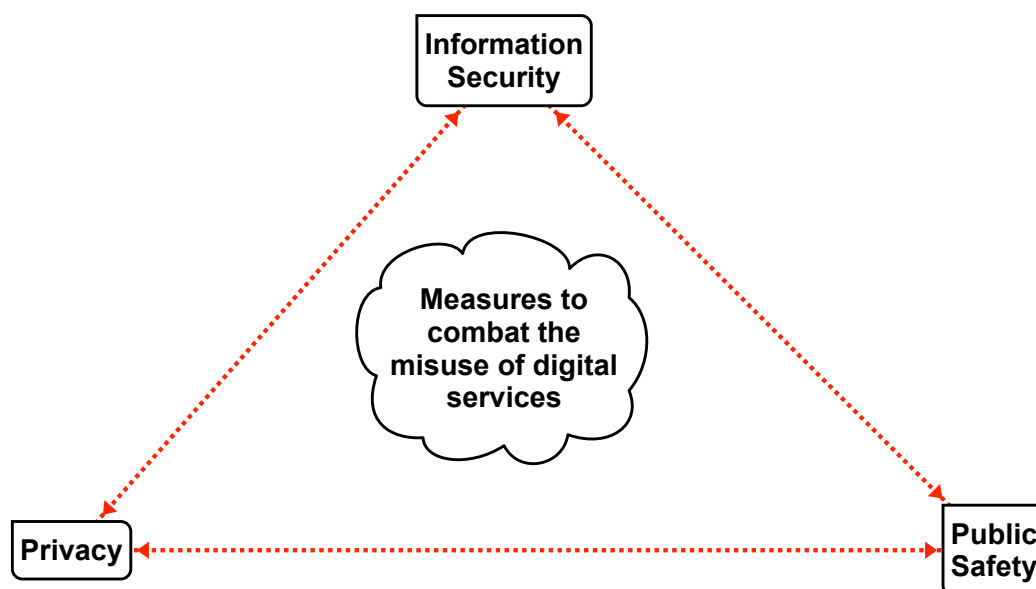 Information
Security
Measures to
combat the
misuse of digital
services
Privacy
Public
Safety